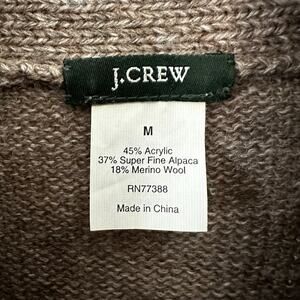 J.CREW
M
45% Acrylic
37% Super Fine Alpaca
18% Merino Wool
RN77388
Made in China